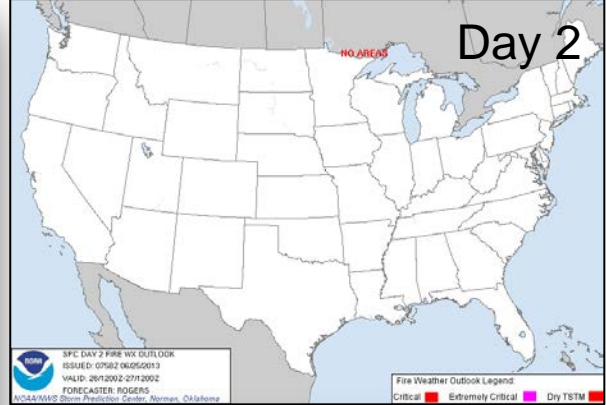 Day 2
NO AREAS
NOAA
SPC DAY 2 FIRE WX OUTLOOK
ISSUED: 0758Z 06/25/2013
VALID: 26/1200Z-27/1200Z
FORECASTER: ROGERS
NOAA/NWS Storm Prediction Center, Norman, Oklahoma
Fire Weather Outlook Legend:
Critical Extremely Critical Dry TSTM